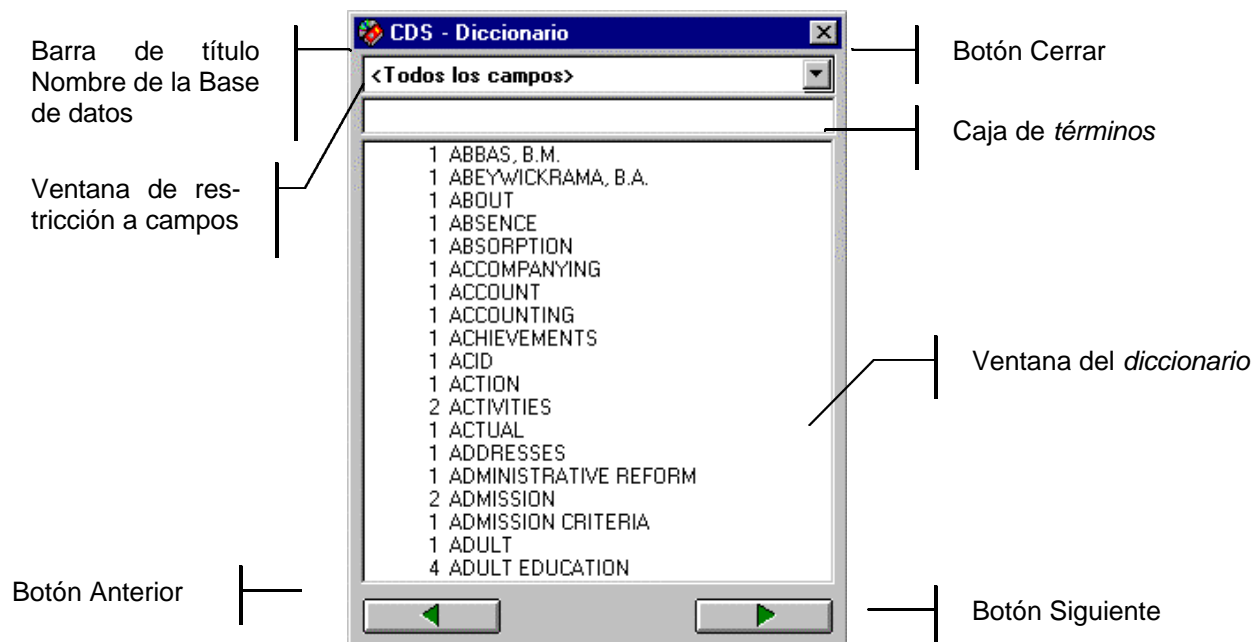 Barra de título
Nombre de la Base
de datos
Ventana de res-
tricción a campos
Botón Anterior
CDS - Diccionario
<Todos los campos>
1 ABBAS, B.M.
1 ABEYWICKRAMA, B.A.
1 ABOUT
1 ABSENCE
1 ABSORPTION
1 ACCOMPANYING
1 ACCOUNT
1 ACCOUNTING
1 ACHIEVEMENTS
1 ACID
1 ACTION
2 ACTIVITIES
1 ACTUAL
1 ADDRESSES
1 ADMINISTRATIVE REFORM
2 ADMISSION
1 ADMISSION CRITERIA
1 ADULT
4 ADULT EDUCATION
Botón Cerrar
Caja de términos
Ventana del diccionario
Botón Siguiente